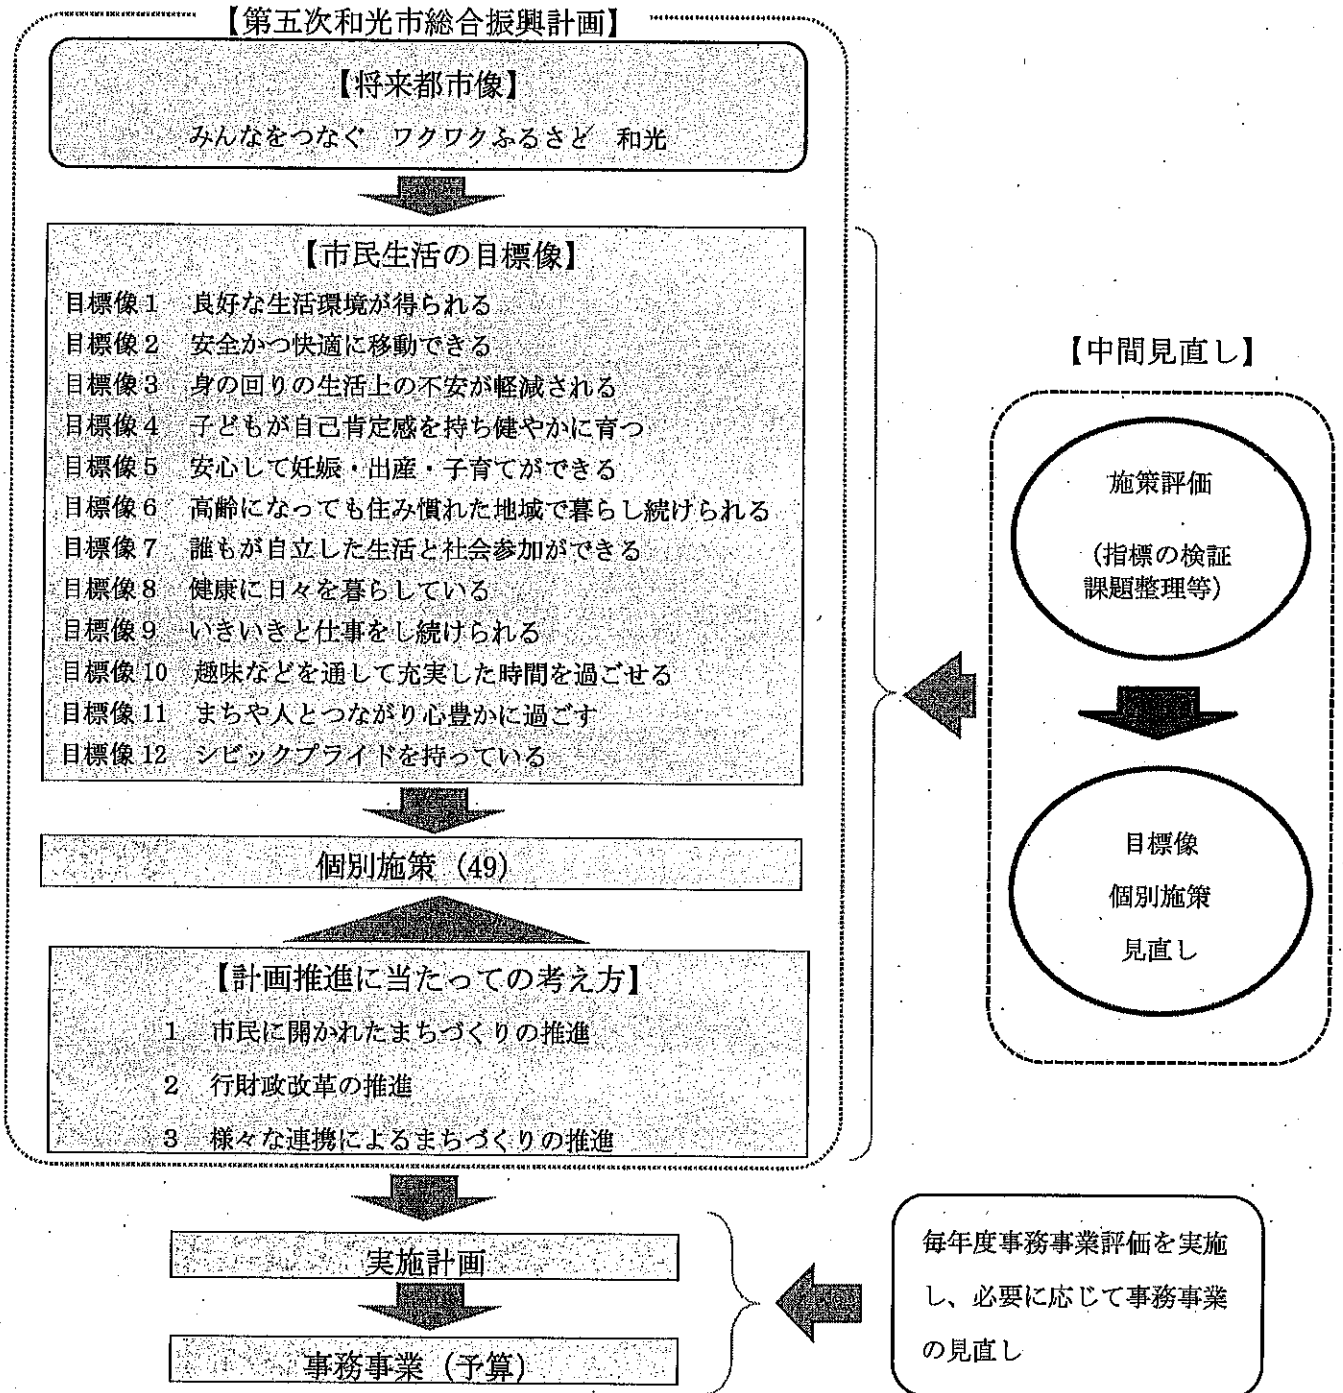 【第五次和光市総合振興計画】
【将来都市像】
みんなをつなぐ ワクワクふるさと 和光
【市民生活の目標像】
目標像1 良好な生活環境が得られる
目標像2 安全かつ快適に移動できる
目標像3 身の回りの生活上の不安が軽減される
目標像4 子どもが自己肯定感を持ち健やかに育つ
目標像5 安心して妊娠・出産・子育てができる
目標像6 高齢になっても住み慣れた地域で暮らし続けられる
目標像7 誰もが自立した生活と社会参加ができる
目標像8 健康に日々を暮らしている
目標像9 いきいきと仕事をし続けられる
目標像10 趣味などを通して充実した時間を過ごせる
目標像11 まちや人とつながり心豊かに過ごす
目標像12 シビックプライドを持っている
個別施策(49)
【計画推進に当たっての考え方】
1 市民に開かれたまちづくりの推進
2 行財政改革の推進
3 様々な連携によるまちづくりの推進
実施計画
事務事業(予算)
【中間見直し】
施策評価
(指標の検証
課題整理等)
目標像
個別施策
見直し
毎年度事務事業評価を実施
し、必要に応じて事務事業
の見直し